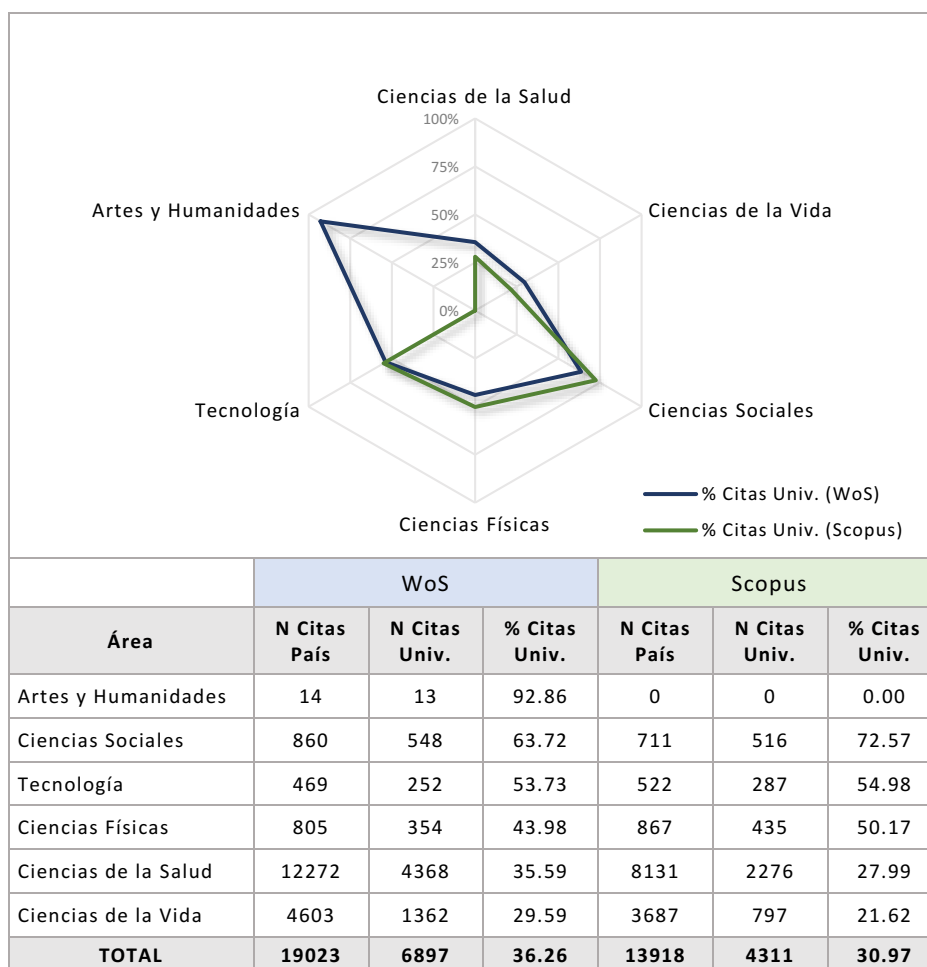 Ciencias de la Salud
100%
75%
50%
25%
0%
Artes y Humanidades
Ciencias de la Vida
Tecnología
Ciencias Sociales
Ciencias Físicas
% Citas Univ. (WoS)
% Citas Univ. (Scopus)
WoS Scopus
Área N Citas País N Citas Univ. % Citas Univ. N Citas País N Citas Univ. % Citas Univ.
Artes y Humanidades 14 13 92.86 0 0 0.00
Ciencias Sociales 860 548 63.72 711 516 72.57
Tecnología 469 252 53.73 522 287 54.98
Ciencias Físicas 805 354 43.98 867 435 50.17
Ciencias de la Salud 12272 4368 35.59 8131 2276 27.99
Ciencias de la Vida 4603 1362 29.59 3687 797 21.62
TOTAL 19023 6897 36.26 13918 4311 30.97